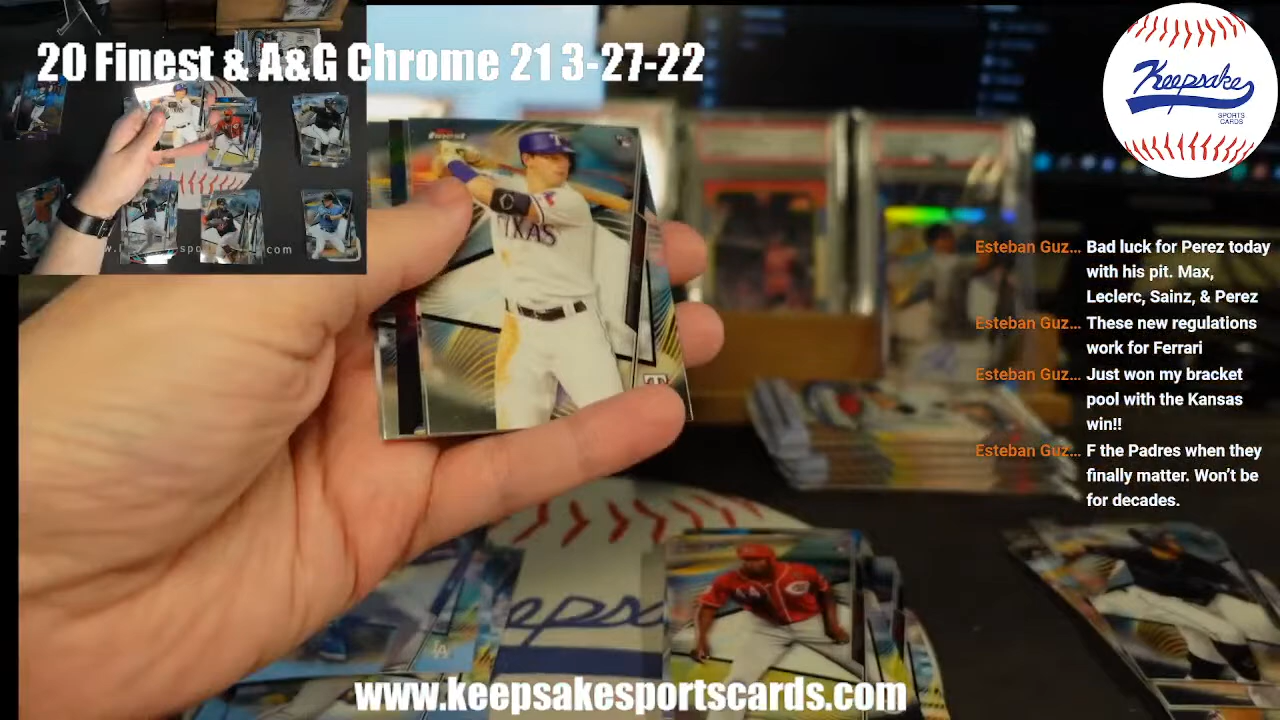 20 Finest & A&G Chrome 21 3-27-22
Keepsake
SPORTS
CARDS
finest
TEXAS
Esteban Guz... Bad luck for Perez today
with his pit. Max,
Leclerc, Sainz, & Perez
Esteban Guz... These new regulations
work for Ferrari
Esteban Guz... Just won my bracket
pool with the Kansas
win!!
Esteban Guz... F the Padres when they
finally matter. Won't be
for decades.
44
C
LA
www.keepsakesportscards.com